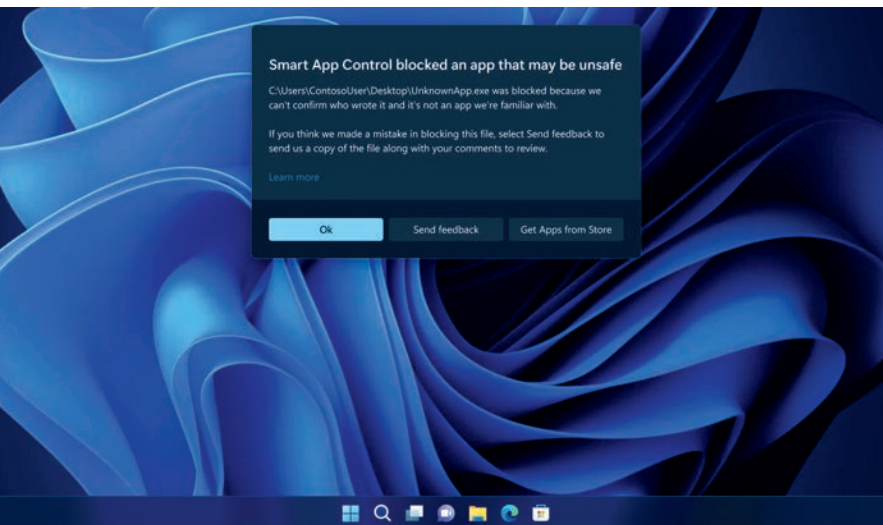 Smart App Control blocked an app that may be unsafe
C:\Users\ContosoUser\Desktop\UnknownApp.exe was blocked because we
can't confirm who wrote it and it's not an app we're familiar with.
If you think we made a mistake in blocking this file, select Send feedback to
send us a copy of the file along with your comments to review.
Learn more
Ok Send feedback Get Apps from Store